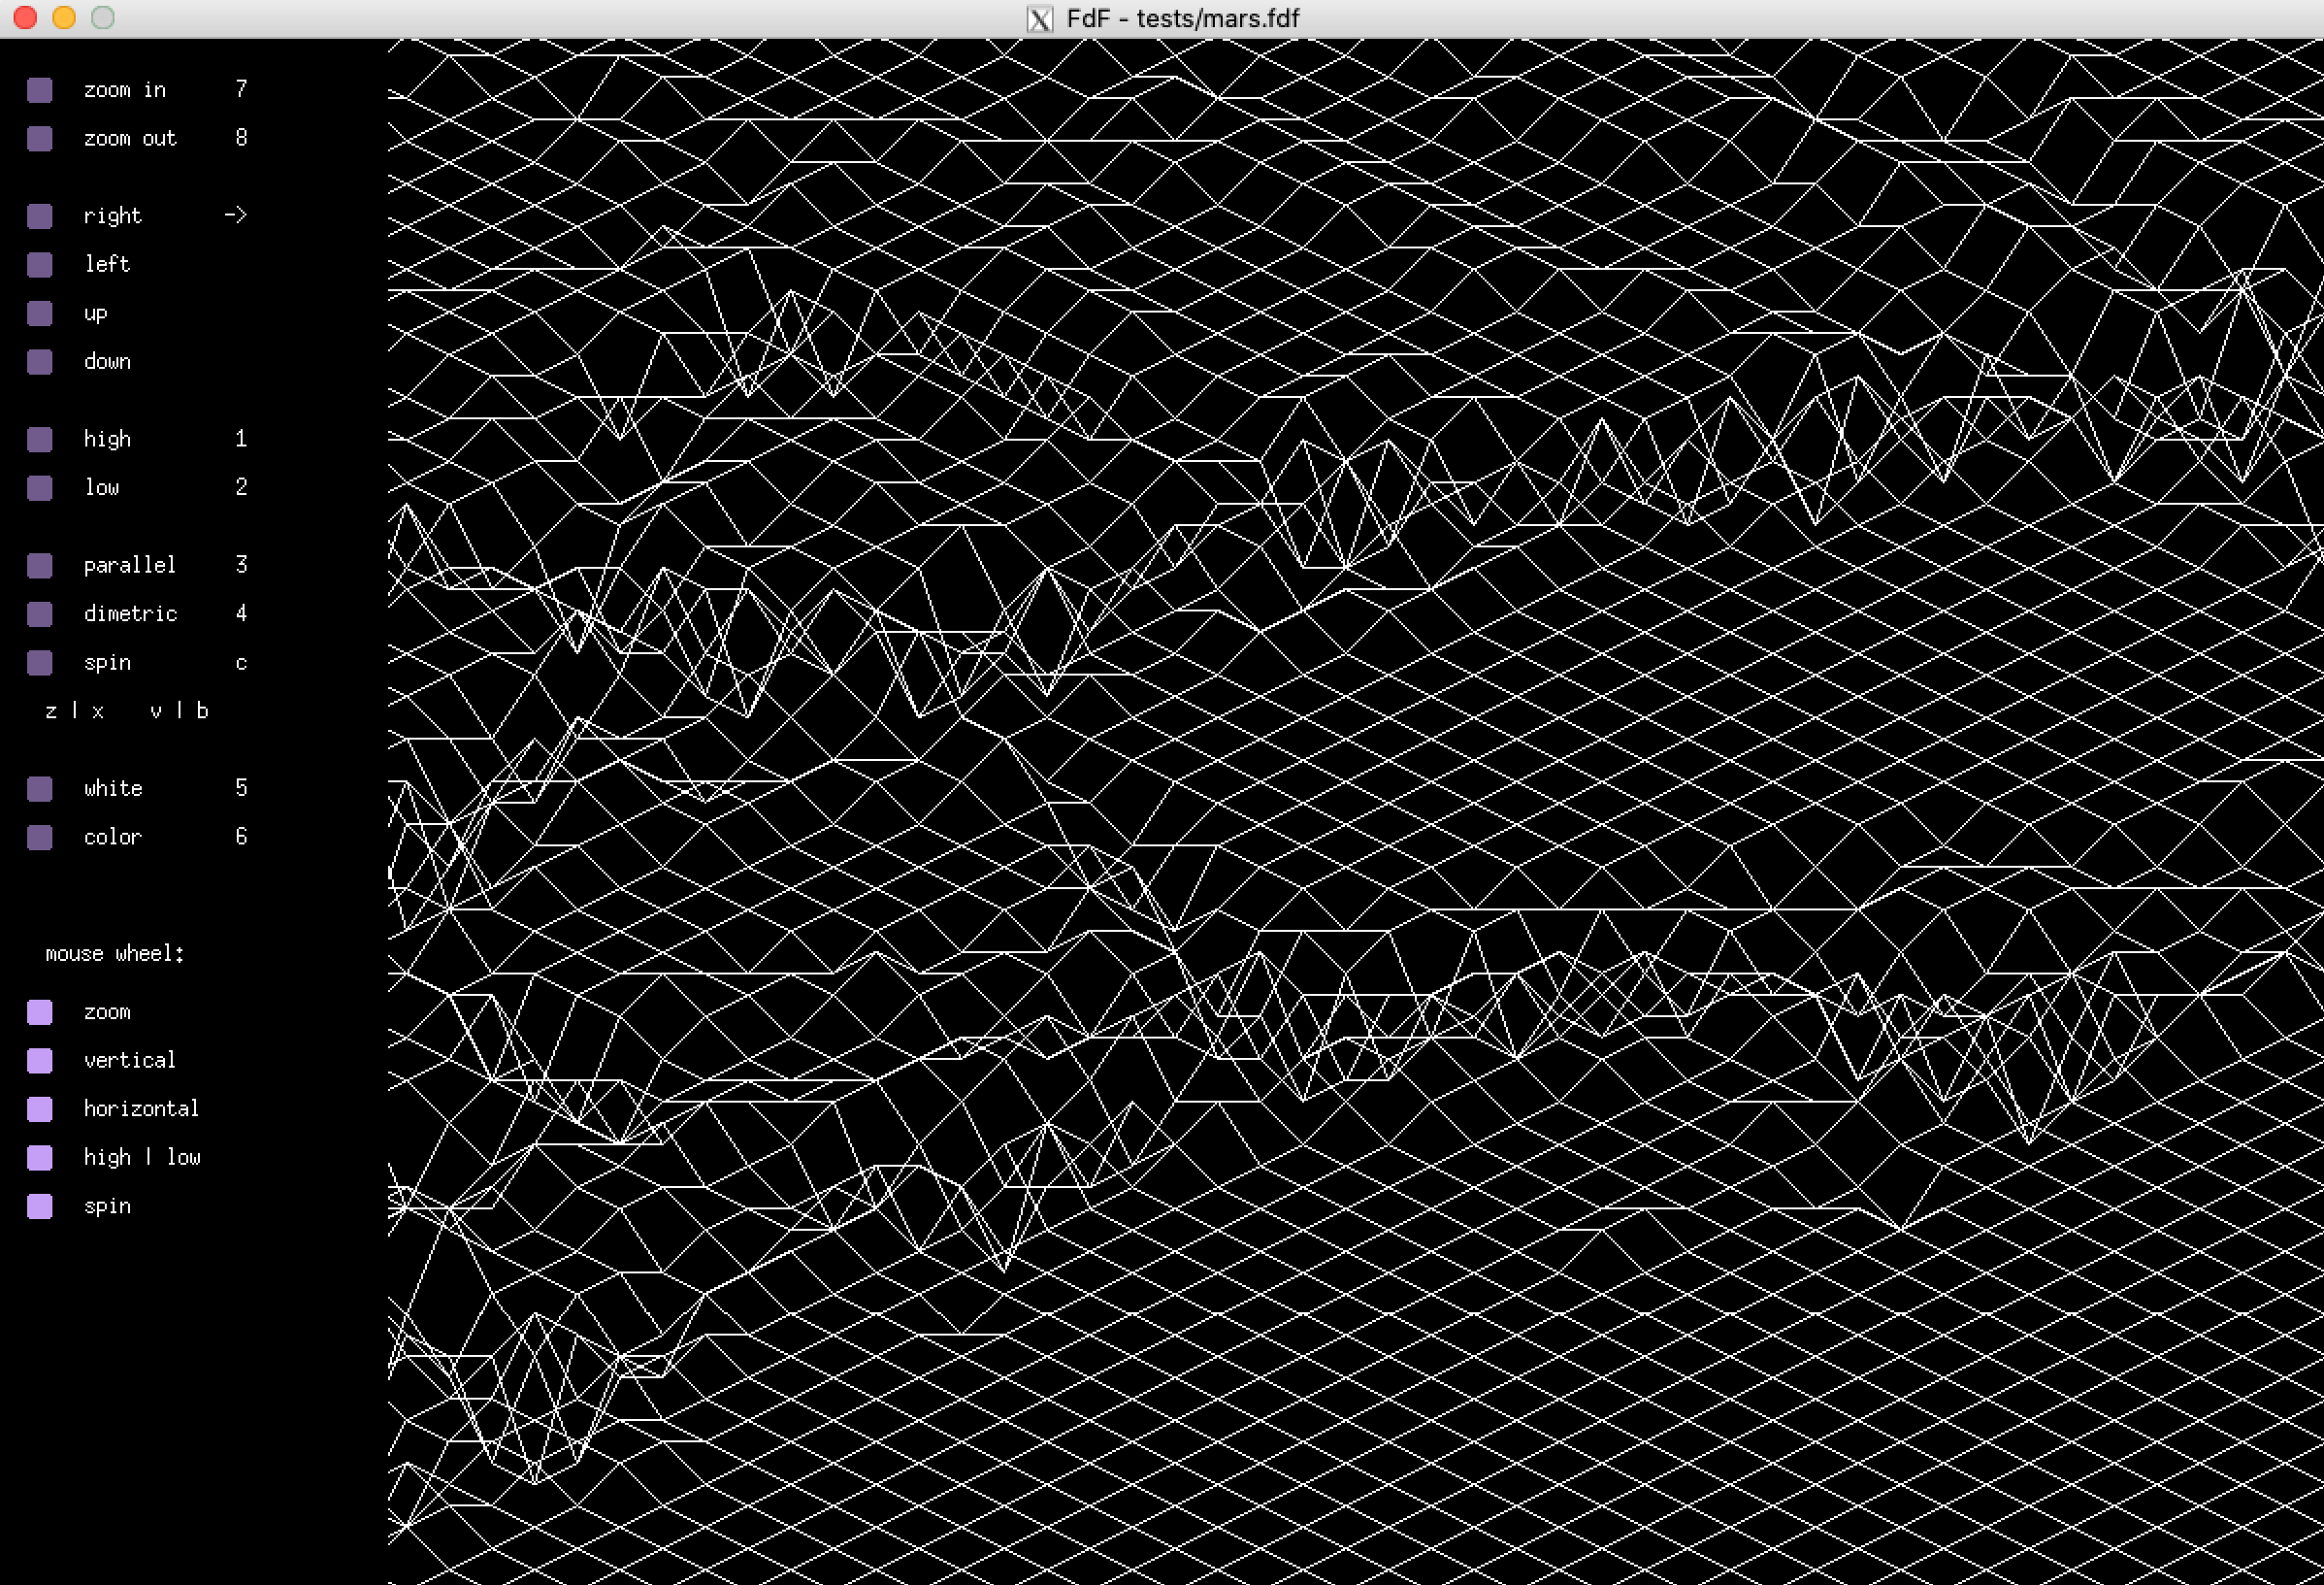 X FdF - tests/mars.fdf
zoom in 7
zoom out 8
right ->
left
up
down
high 1
low 2
parallel 3
dimetric 4
spin c
z | x v | b
white 5
color 6
mouse wheel:
zoom
vertical
horizontal
high | low
spin